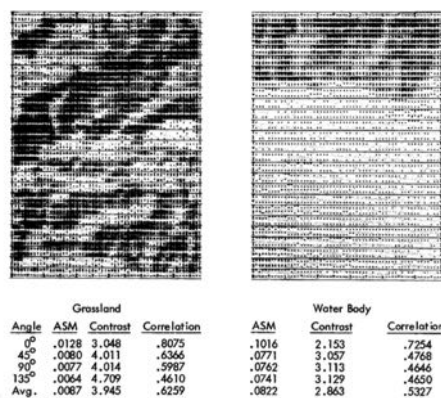 Grassland Water Body
Angle ASM Contrast Correlation ASM Contrast Correlation
0° .0128 3.048 .8075 .1016 2.153 .7254
45° .0080 4.011 .6366 .0771 3.057 .4768
90° .0077 4.014 .5987 .0762 3.113 .4646
135° .0064 4.709 .4610 .0741 3.129 .4650
Avg. .0087 3.945 .6259 .0822 2.863 .5327